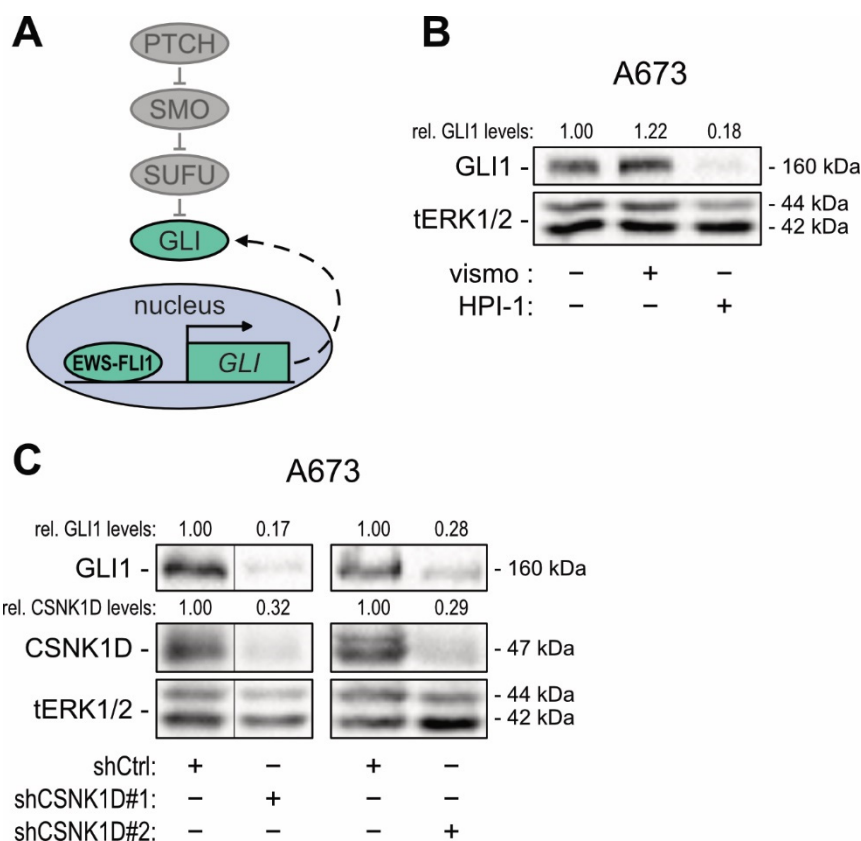 A
PTCH
SMO
SUFU
GLI
nucleus
EWS-FLI1
GLI
B
A673
rel. GLI1 levels: 1.00 1.22 0.18
GLI1 - - 160 kDa
tERK1/2 - - 44 kDa
- 42 kDa
vismo : – + –
HPI-1: – – +
C
A673
rel. GLI1 levels: 1.00 0.17 1.00 0.28
GLI1 - - 160 kDa
rel. CSNK1D levels: 1.00 0.32 1.00 0.29
CSNK1D - - 47 kDa
tERK1/2 - - 44 kDa
- 42 kDa
shCtrl: + – + –
shCSNK1D#1: – + – –
shCSNK1D#2: – – – +